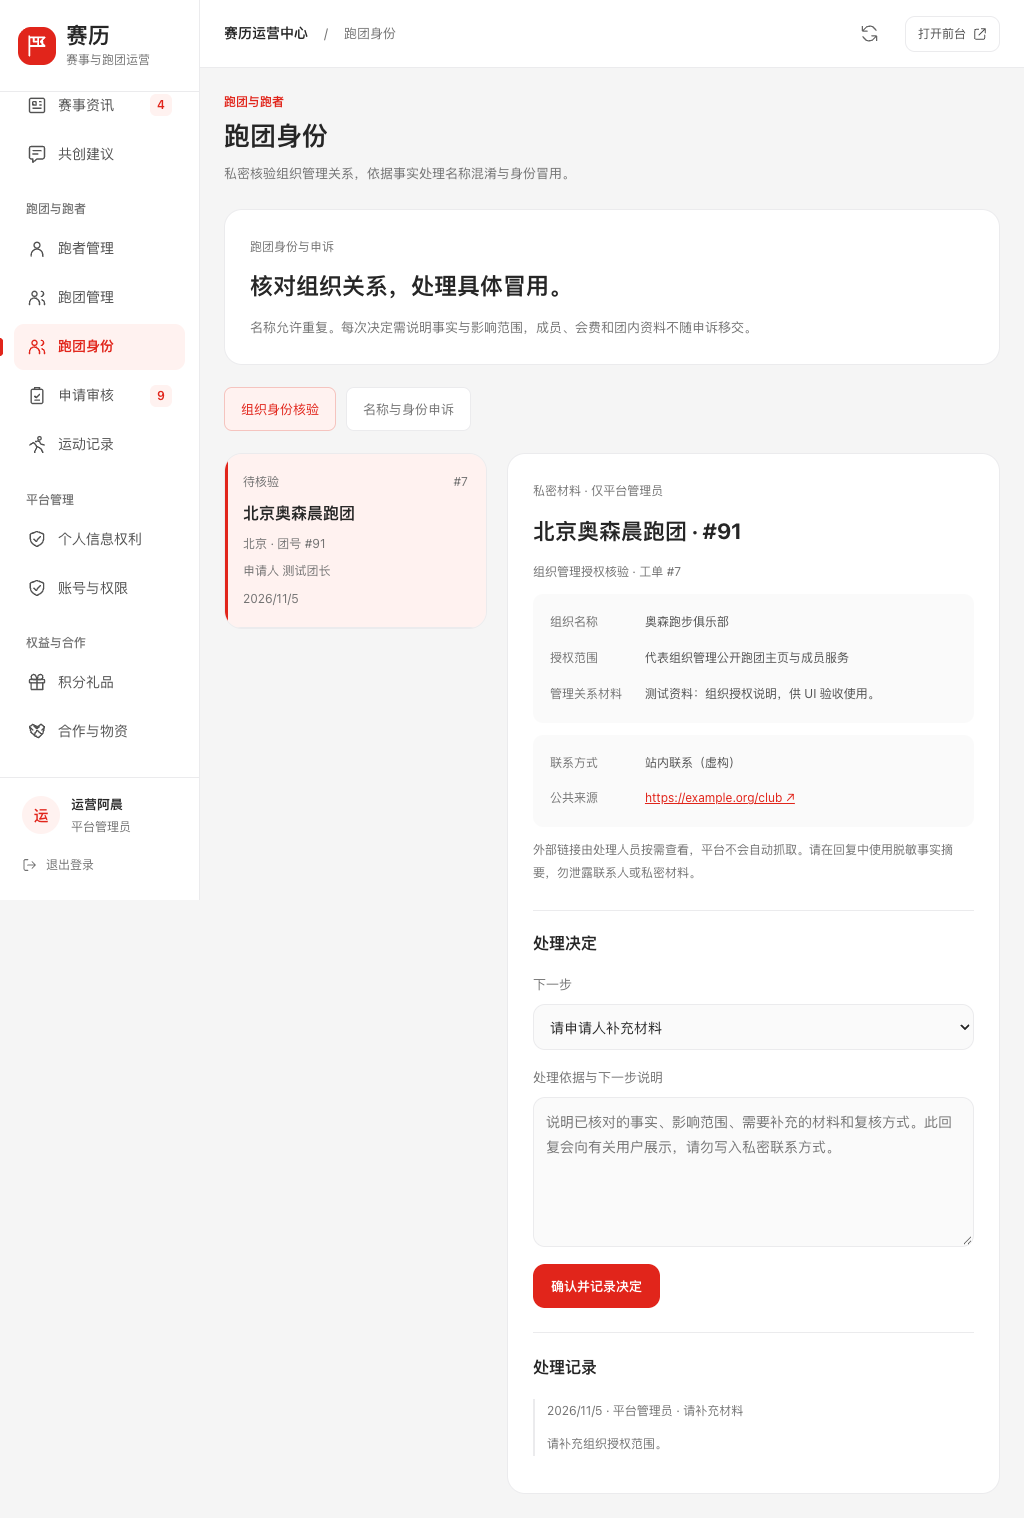 赛历
赛事与跑团运营
赛事资讯
4
共创建议
跑团与跑者
跑者管理
跑团管理
跑团身份
申请审核
9
运动记录
平台管理
个人信息权利
账号与权限
权益与合作
积分礼品
合作与物资
运
运营阿晨
平台管理员
退出登录
赛历运营中心 / 跑团身份
打开前台
跑团与跑者
跑团身份
私密核验组织管理关系，依据事实处理名称混淆与身份冒用。
跑团身份与申诉
核对组织关系，处理具体冒用。
名称允许重复。每次决定需说明事实与影响范围，成员、会费和团内资料不随申诉移交。
组织身份核验
名称与身份申诉
待核验
#7
北京奥森晨跑团
北京 · 团号 #91
申请人 测试团长
2026/11/5
私密材料 · 仅平台管理员
北京奥森晨跑团 · #91
组织管理授权核验 · 工单 #7
组织名称 奥森跑步俱乐部
授权范围 代表组织管理公开跑团主页与成员服务
管理关系材料 测试资料：组织授权说明，供 UI 验收使用。
联系方式 站内联系（虚构）
公共来源 https://example.org/club ↗
外部链接由处理人员按需查看，平台不会自动抓取。请在回复中使用脱敏事实摘
要，勿泄露联系人或私密材料。
处理决定
下一步
请申请人补充材料
处理依据与下一步说明
说明已核对的事实、影响范围、需要补充的材料和复核方式。此回
复会向有关用户展示，请勿写入私密联系方式。
确认并记录决定
处理记录
2026/11/5 · 平台管理员 · 请补充材料
请补充组织授权范围。